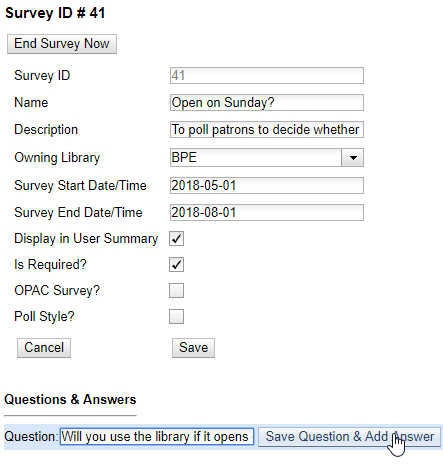 Survey ID # 41
End Survey Now
Survey ID 41
Name Open on Sunday?
Description To poll patrons to decide whether
Owning Library BPE
Survey Start Date/Time 2018-05-01
Survey End Date/Time 2018-08-01
Display in User Summary
Is Required?
OPAC Survey?
Poll Style?
Cancel Save
Questions & Answers
Question: Will you use the library if it opens Save Question & Add Answer